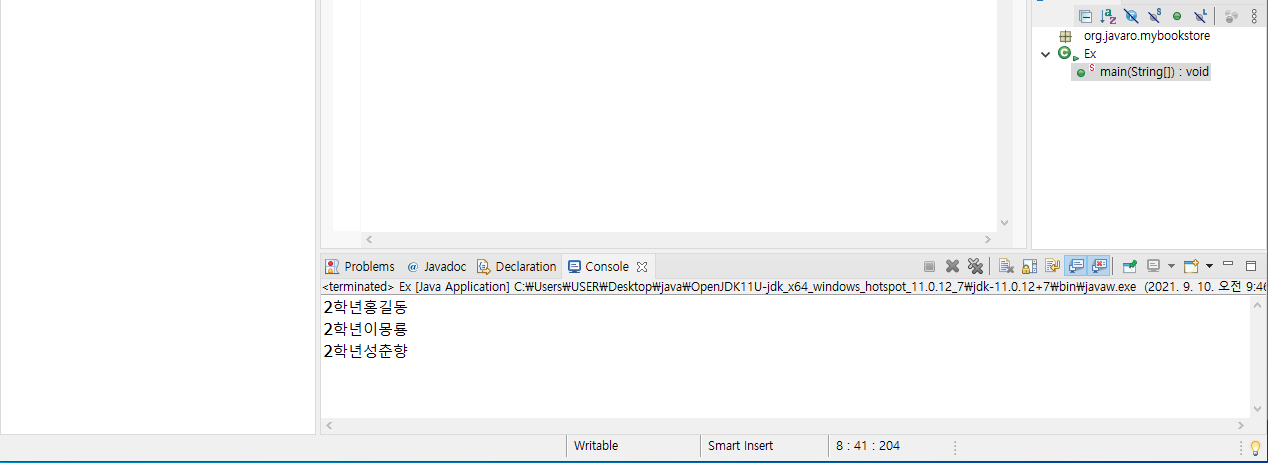 org.javaro.mybookstore
Ex
main(String[]) : void
Problems @ Javadoc Declaration Console
<terminated> Ex [Java Application] C:₩Users₩USER₩Desktop₩java₩OpenJDK11U-jdk_x64_windows_hotspot_11.0.12_7₩jdk-11.0.12+7₩bin₩javaw.exe (2021. 9. 10. 오전 9:46
2학년홍길동
2학년이몽룡
2학년성춘향
Writable Smart Insert 8 : 41 : 204